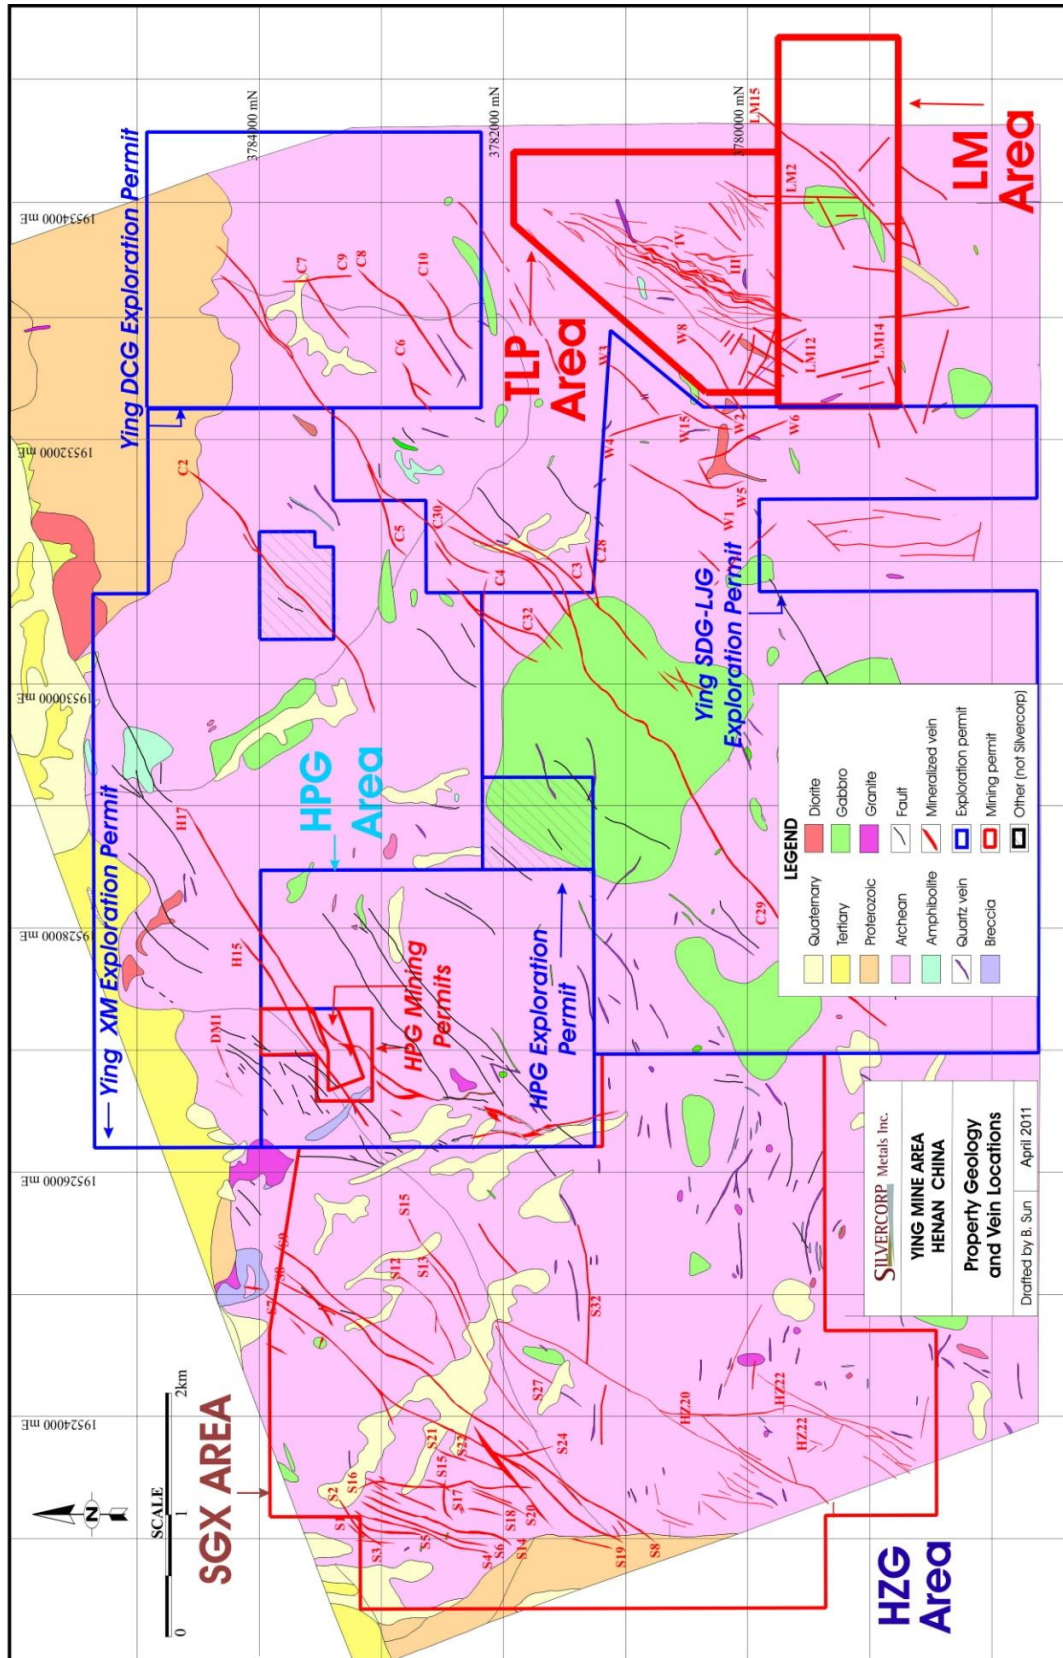 19524000 mE
19526000 mE
19528000 mE
19530000 mE
19532000 mE
19534000 mE
3784000 mN
3782000 mN
3780000 mN
N
SCALE
0
1
2km
SGX AREA
HZG
Area
HPG
Area
TLP
Area
LM
Area
Ying XM Exploration Permit
Ying DCG Exploration Permit
HPG Mining
Permits
HPG Exploration
Permit
Ying SDG-LJG
Exploration Permit
S1
S2
S16
S3
S5
S4
S6
S14
S15
S17
S18
S20
S21
S22
S24
S27
S19
S8
S7
S8
S9
S12
S13
S15
S32
HZ20
HZ22
HZ22
DM1
H15
H17
C2
C5
C30
C4
C32
C3
C28
C29
C6
C7
C9
C8
C10
W1
W5
W4
W3
W15
W2
W6
W8
III
IV
LM2
LM15
LM12
LM14
LEGEND
Quaternary
Tertiary
Proterozoic
Archean
Amphibolite
Quartz vein
Breccia
Diorite
Gabbro
Granite
Fault
Mineralized vein
Exploration permit
Mining permit
Other (not Silvercorp)
SILVERCORP Metals Inc.
YING MINE AREA
HENAN CHINA
Property Geology
and Vein Locations
Drafted by B. Sun
April 2011